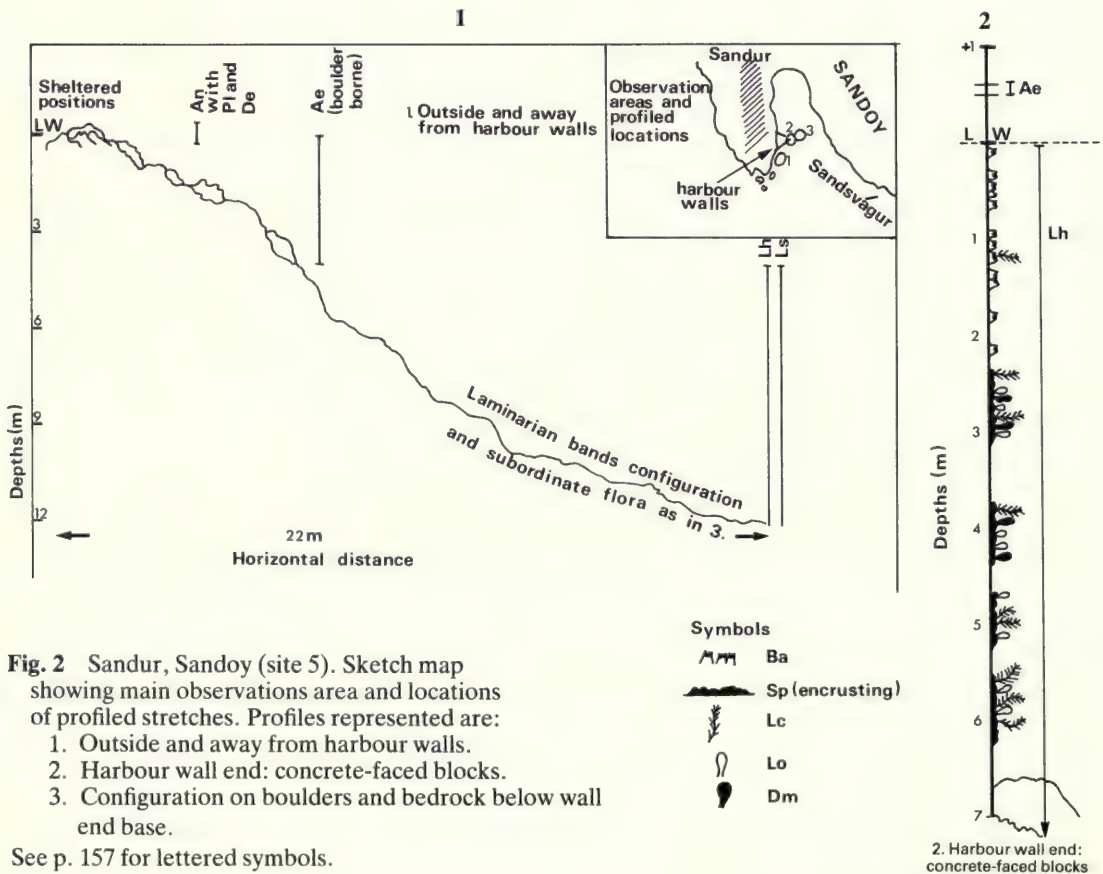 1
2
Sheltered
positions
LW
An
with
Pl and
De
Ae
(boulder
borne)
1. Outside and away
from harbour walls
Sandur
SANDOY
Observation
areas and
profiled
locations
2
3
1
harbour
walls
Sandsvágur
Lh
Ls
3
6
9
12
Depths (m)
Laminarian bands configuration
and subordinate flora as in 3.
22m
Horizontal distance
+1
Ae
L W
Lh
1
2
3
4
5
6
7
Depths (m)
2. Harbour wall end:
concrete-faced blocks
Symbols
Ba
Sp (encrusting)
Lc
Lo
Dm
Fig. 2 Sandur, Sandoy (site 5). Sketch map
showing main observations area and locations
of profiled stretches. Profiles represented are:
1. Outside and away from harbour walls.
2. Harbour wall end: concrete-faced blocks.
3. Configuration on boulders and bedrock below wall
end base.
See p. 157 for lettered symbols.